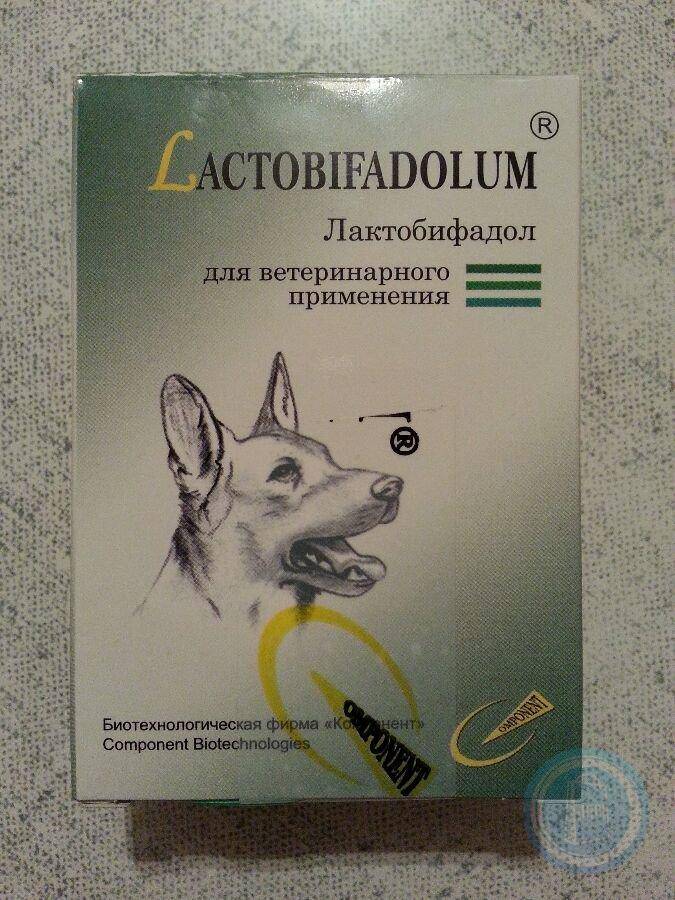 ®
LACTOBIFADOLUM
Лактобифадол
для ветеринарного
применения
®
Биотехнологическая фирма «Компонент»
Component Biotechnologies
COMPONENT
COMPONENT